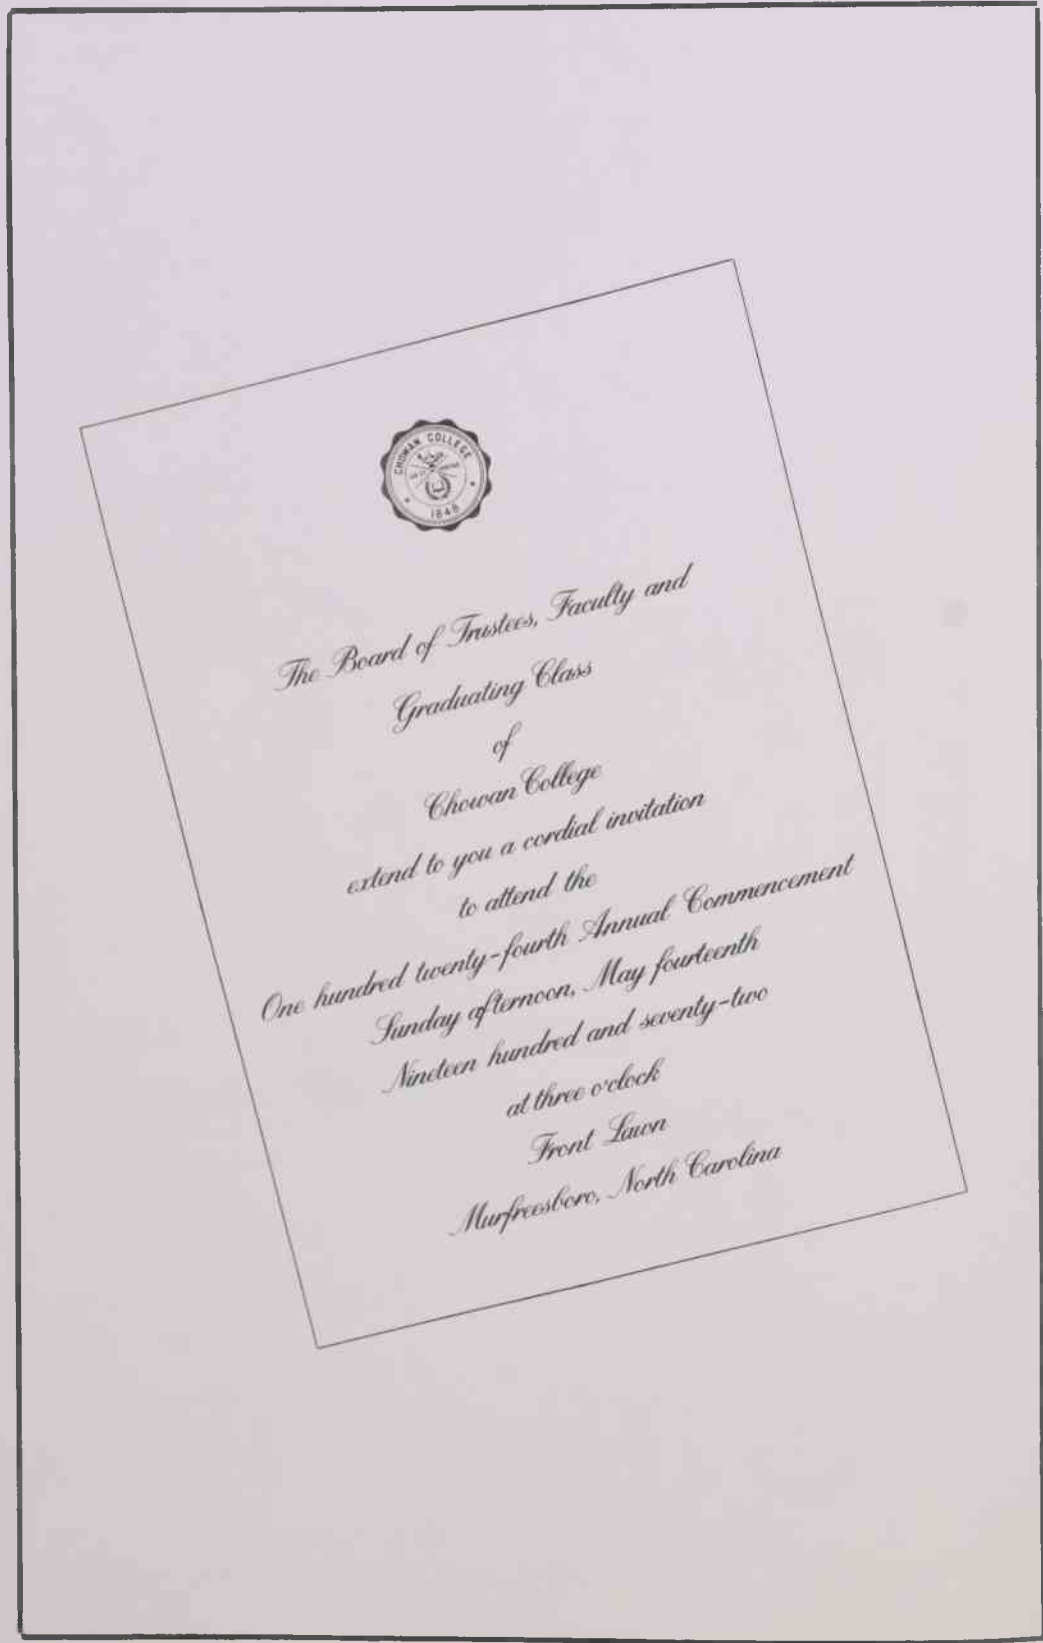 CHOWAN COLLEGE
1848
The Board of Trustees, Faculty and
Graduating Class
of
Chowan College
extend to you a cordial invitation
to attend the
One hundred twenty-fourth Annual Commencement
Sunday afternoon, May fourteenth
Nineteen hundred and seventy-two
at three o'clock
Front Lawn
Murfreesboro, North Carolina